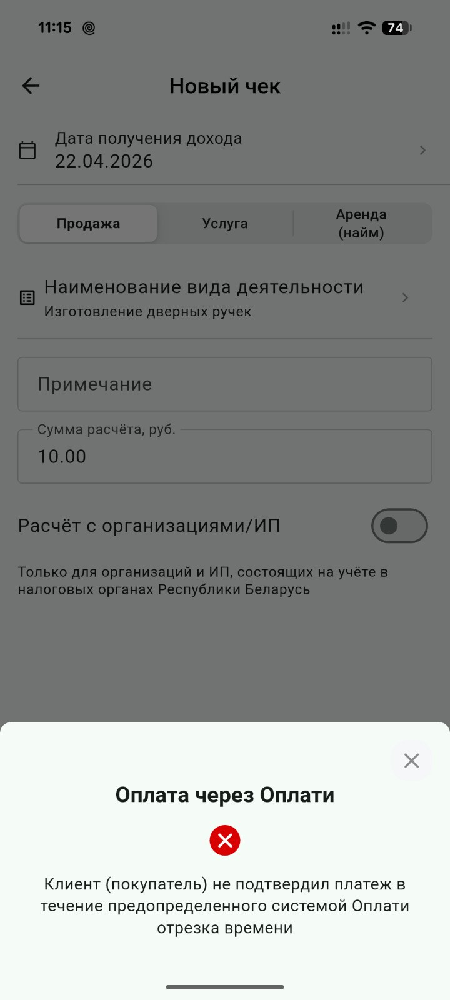 11:15
74
Новый чек
Дата получения дохода
22.04.2026
Продажа
Услуга
Аренда
(найм)
Наименование вида деятельности
Изготовление дверных ручек
Примечание
Сумма расчёта, руб.
10.00
Расчёт с организациями/ИП
Только для организаций и ИП, состоящих на учёте в
налоговых органах Республики Беларусь
Оплата через Оплати
Клиент (покупатель) не подтвердил платеж в
течение предопределенного системой Оплати
отрезка времени